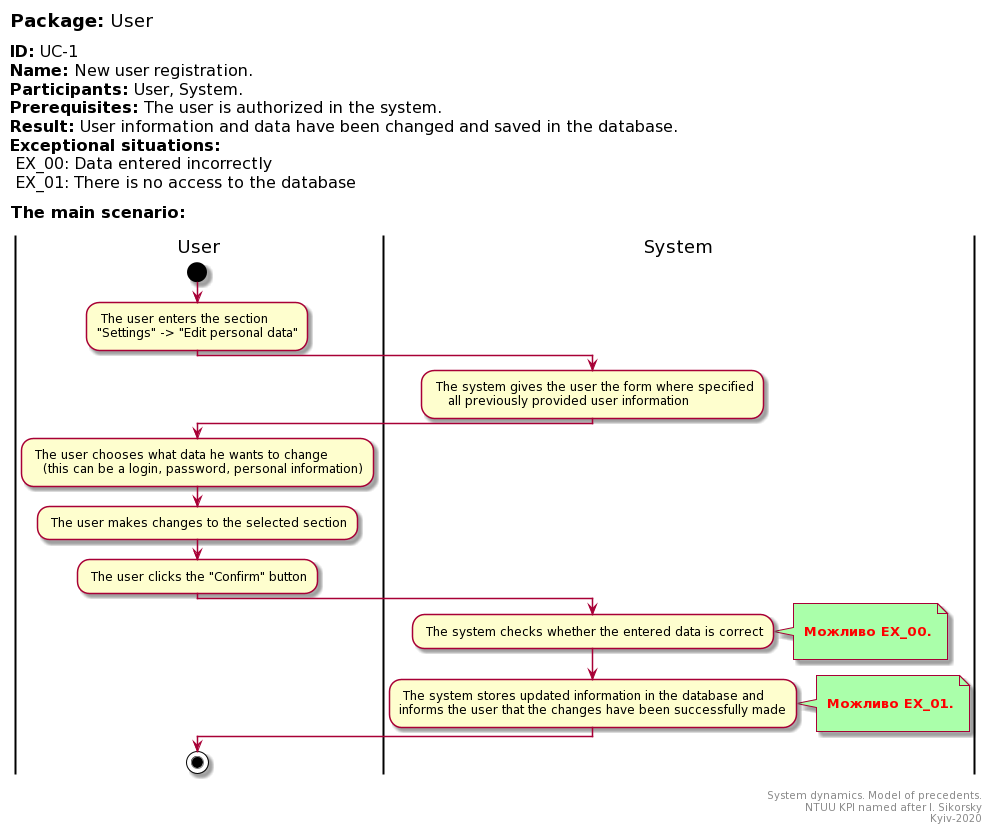 Package: User
ID: UC-1
Name: New user registration.
Participants: User, System.
Prerequisites: The user is authorized in the system.
Result: User information and data have been changed and saved in the database.
Exceptional situations:
EX_00: Data entered incorrectly
EX_01: There is no access to the database
The main scenario:
User
System
The user enters the section
"Settings" -> "Edit personal data"
The system gives the user the form where specified
all previously provided user information
The user chooses what data he wants to change
(this can be a login, password, personal information)
The user makes changes to the selected section
The user clicks the "Confirm" button
The system checks whether the entered data is correct
Можливо EX_00.
The system stores updated information in the database and
informs the user that the changes have been successfully made
Можливо EX_01.
System dynamics. Model of precedents.
NTUU KPI named after I. Sikorsky
Kyiv-2020